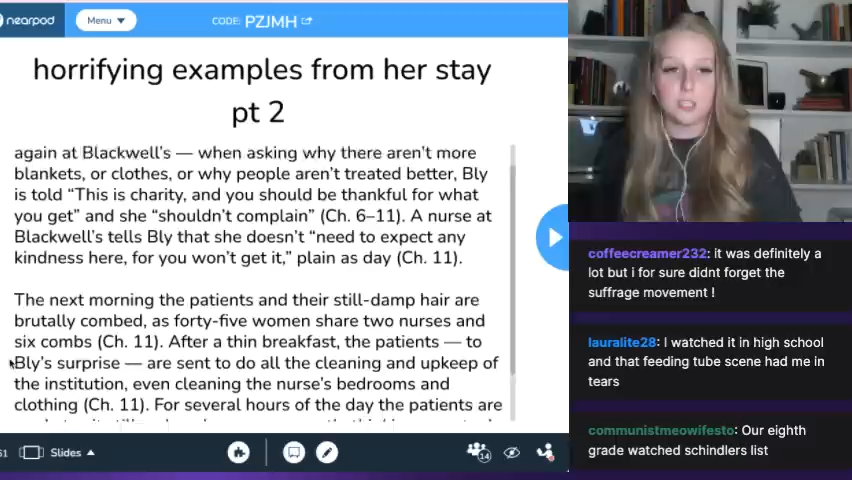 nearpod
Menu
CODE: PZJMH
horrifying examples from her stay
pt 2
again at Blackwell's — when asking why there aren't more
blankets, or clothes, or why people aren't treated better, Bly
is told “This is charity, and you should be thankful for what
you get” and she “shouldn't complain” (Ch. 6–11). A nurse at
Blackwell's tells Bly that she doesn't “need to expect any
kindness here, for you won't get it,” plain as day (Ch. 11).
The next morning the patients and their still-damp hair are
brutally combed, as forty-five women share two nurses and
six combs (Ch. 11). After a thin breakfast, the patients — to
Bly's surprise — are sent to do all the cleaning and upkeep of
the institution, even cleaning the nurse's bedrooms and
clothing (Ch. 11). For several hours of the day the patients are
Slides
14
coffeecreamer232: it was definitely a
lot but i for sure didnt forget the
suffrage movement !
lauralite28: I watched it in high school
and that feeding tube scene had me in
tears
communistmeowifesto: Our eighth
grade watched schindlers list